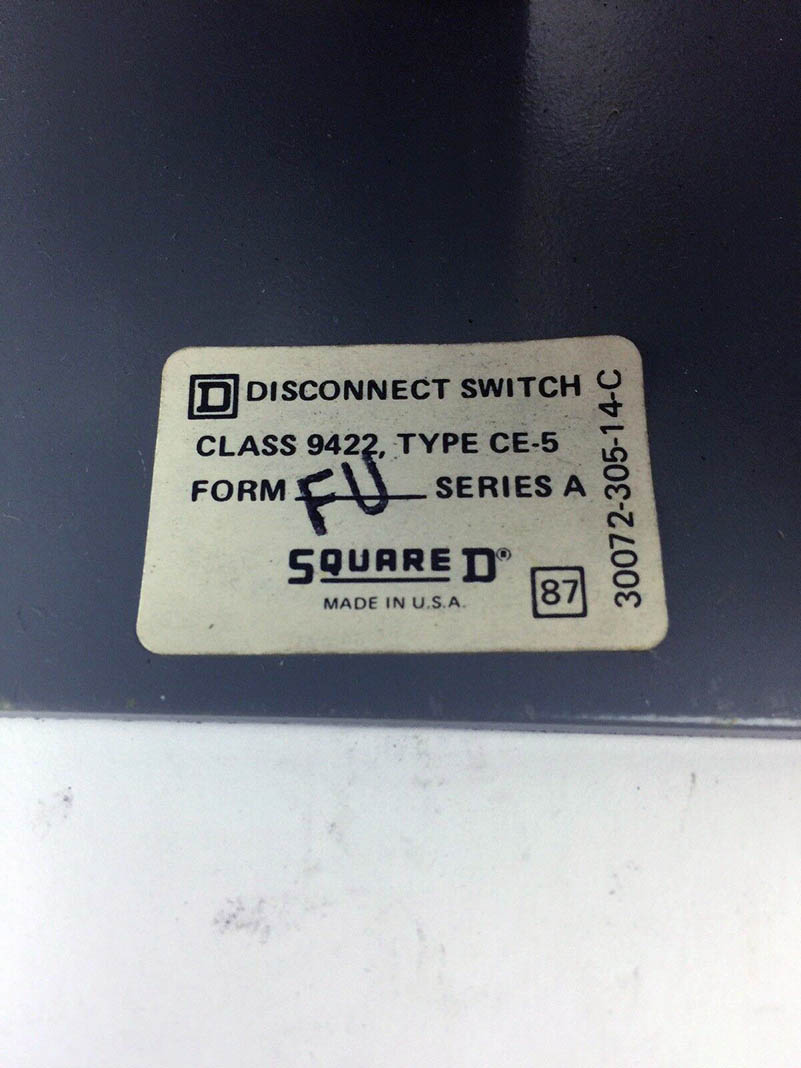 D DISCONNECT SWITCH
CLASS 9422, TYPE CE-5
FORM FU SERIES A
SQUARE D®
MADE IN U.S.A.
87
30072-305-14-C